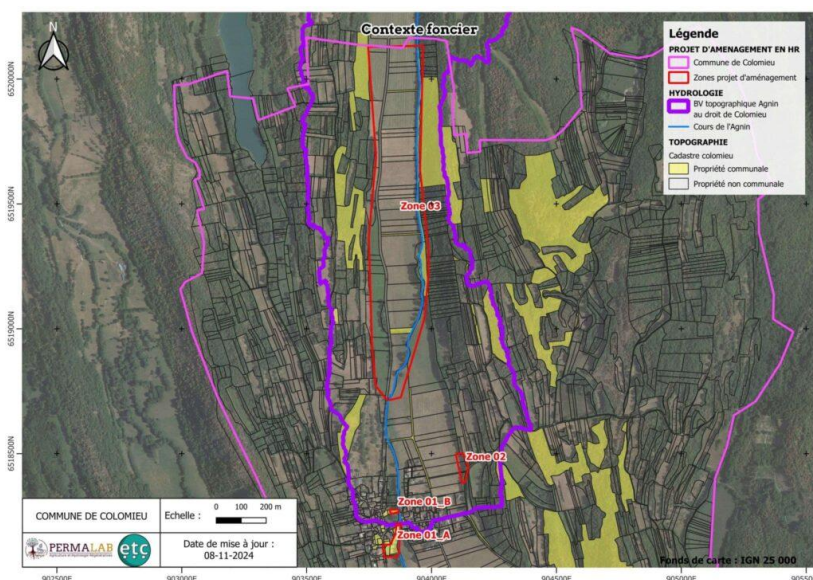 Contexte foncier
N
Légende
PROJET D'AMENAGEMENT EN HR
Commune de Colomieu
Zones projet d'aménagement
HYDROLOGIE
BV topographique Agnin
au droit de Colomieu
Cours de l'Agnin
TOPOGRAPHIE
Cadastre colomieu
Propriété communale
Propriété non communale
6520000N
6519500N
6519000N
6518500N
Zone 03
Zone 02
Zone 01_B
Zone 01_A
COMMUNE DE COLOMIEU
Echelle :
0 100 200 m
PERMALAB
etc
Date de mise à jour :
08-11-2024
Fonds de carte : IGN 25 000
902500E
903000E
903500E
904000E
904500E
905000E